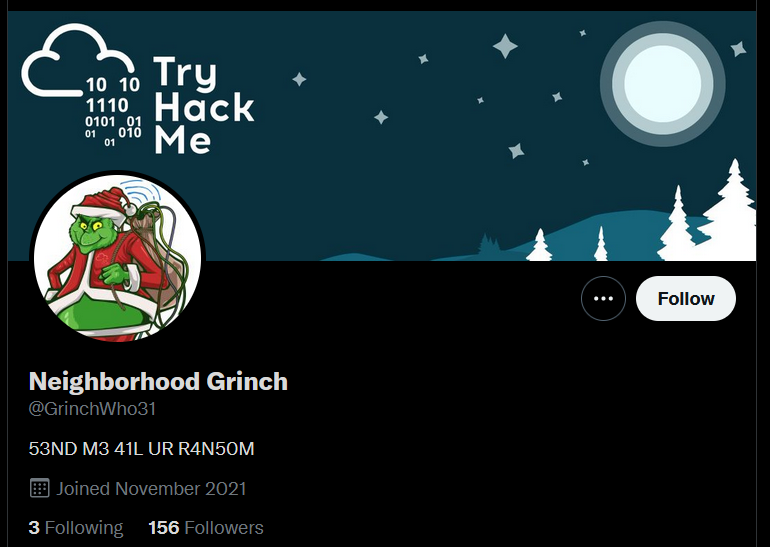 10 10
1110
0101 01
01 010
01
Try
Hack
Me
Follow
Neighborhood Grinch
@GrinchWho31
53ND M3 41L UR R4N50M
Joined November 2021
3 Following 156 Followers